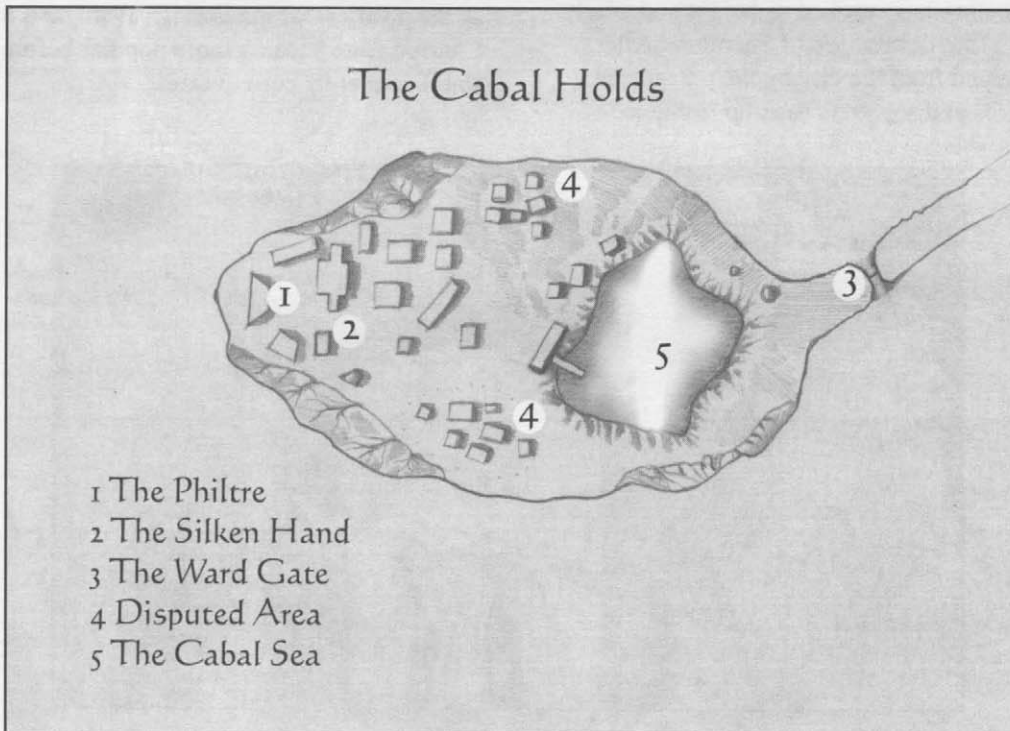 The Cabal Holds
4
1
3
2
5
4
1 The Philtre
2 The Silken Hand
3 The Ward Gate
4 Disputed Area
5 The Cabal Sea